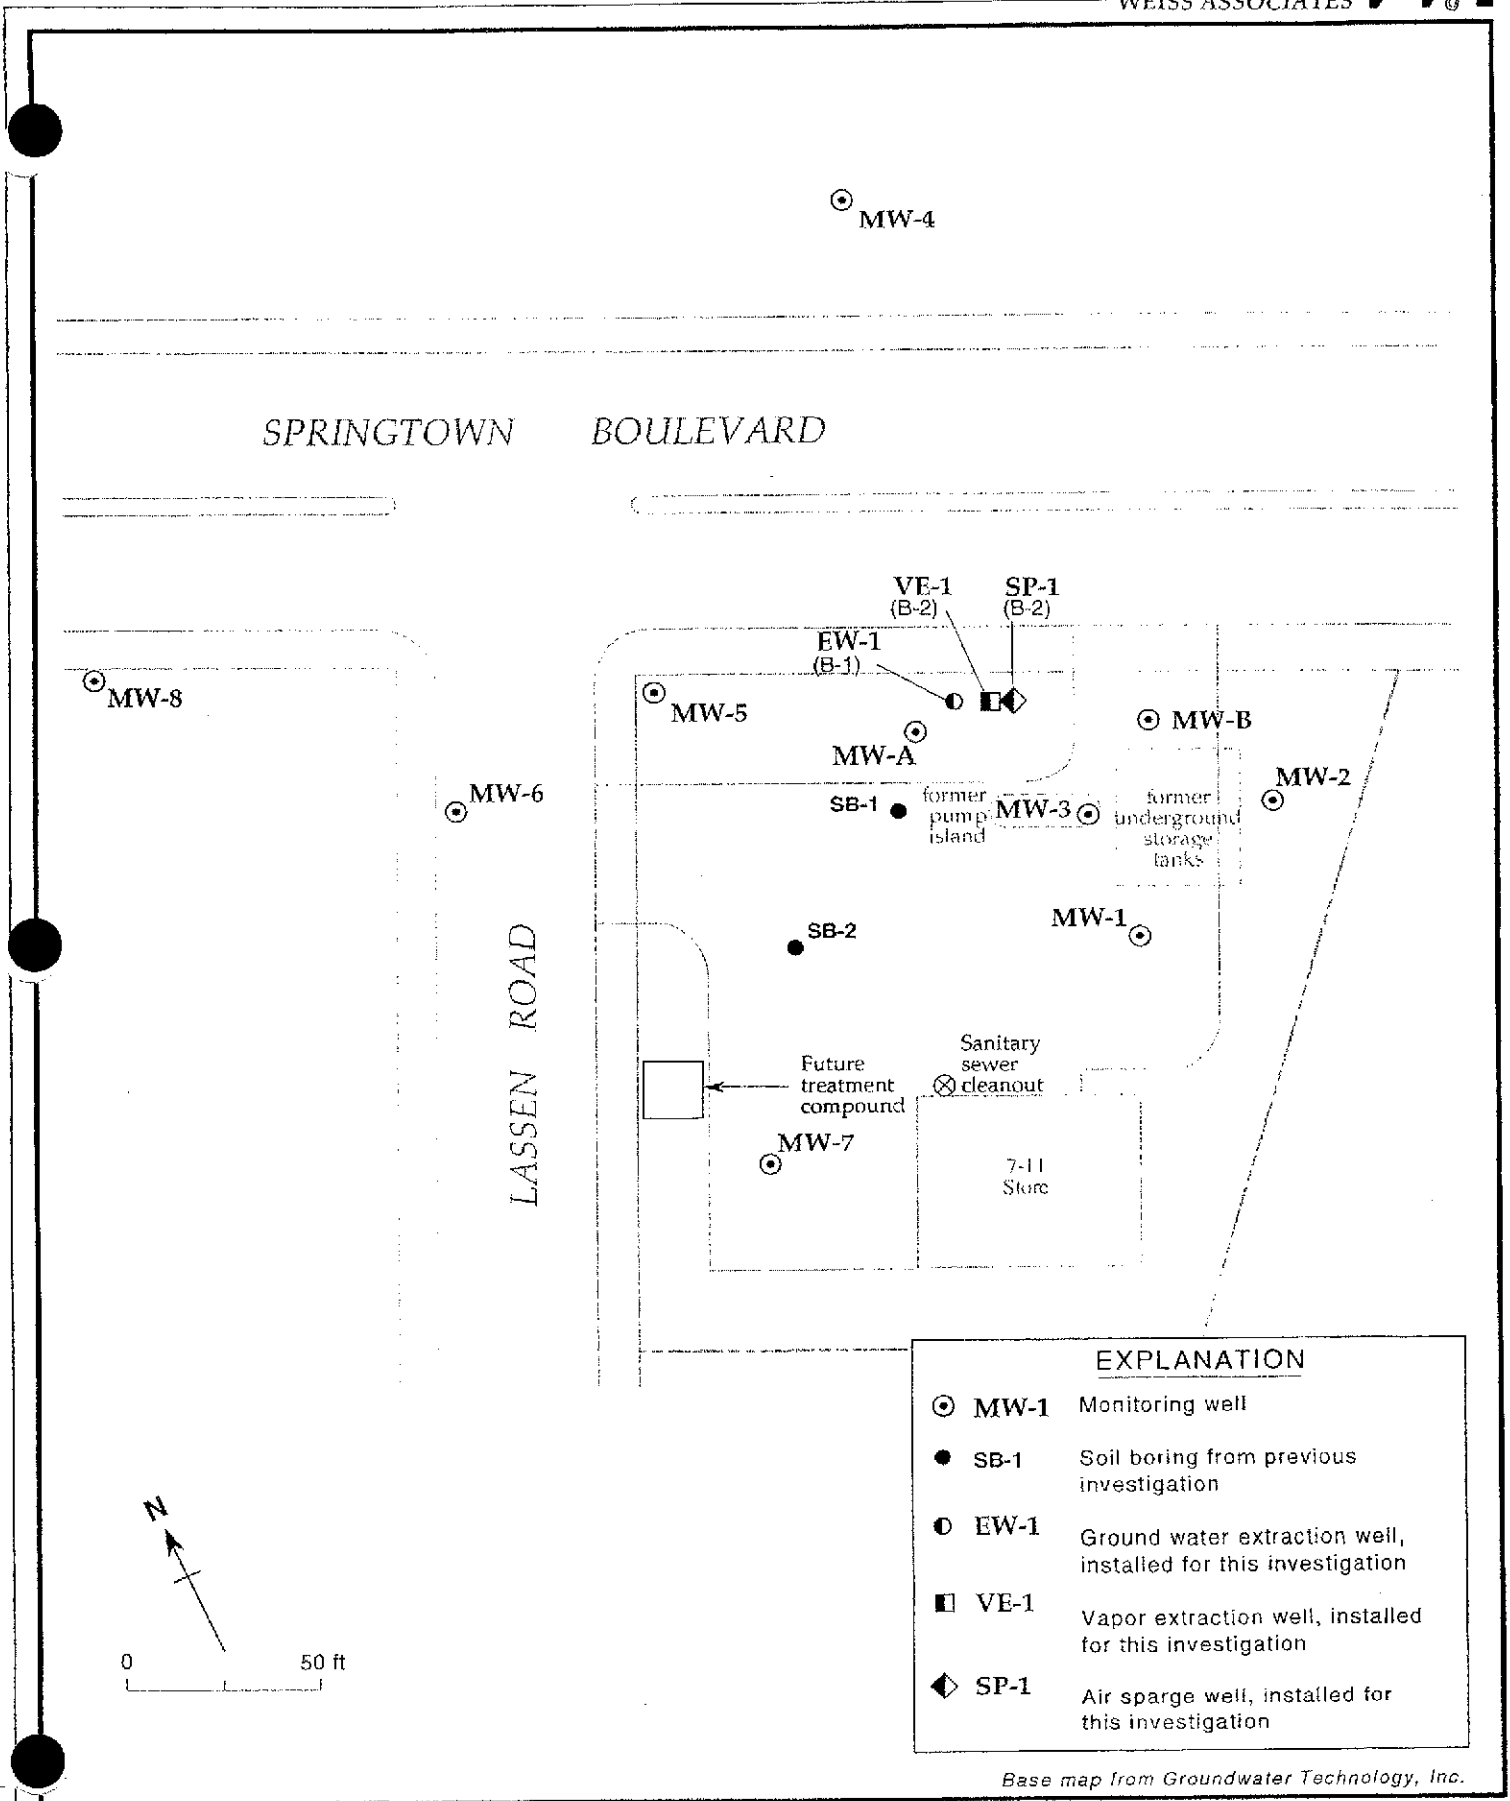 WEISS ASSOCIATES
MW-4
SPRINGTOWN BOULEVARD
VE-1
(B-2)
SP-1
(B-2)
EW-1
(B-1)
MW-8
MW-5
MW-A
MW-B
MW-6
MW-2
SB-1
former
pump
island
MW-3
former
underground
storage
tanks
SB-2
MW-1
LASSEN ROAD
Sanitary
sewer
cleanout
Future
treatment
compound
MW-7
7-11
Store
EXPLANATION
MW-1 Monitoring well
SB-1 Soil boring from previous
investigation
EW-1 Ground water extraction well,
installed for this investigation
VE-1 Vapor extraction well, installed
for this investigation
SP-1 Air sparge well, installed for
this investigation
N
0 50 ft
Base map from Groundwater Technology, Inc.